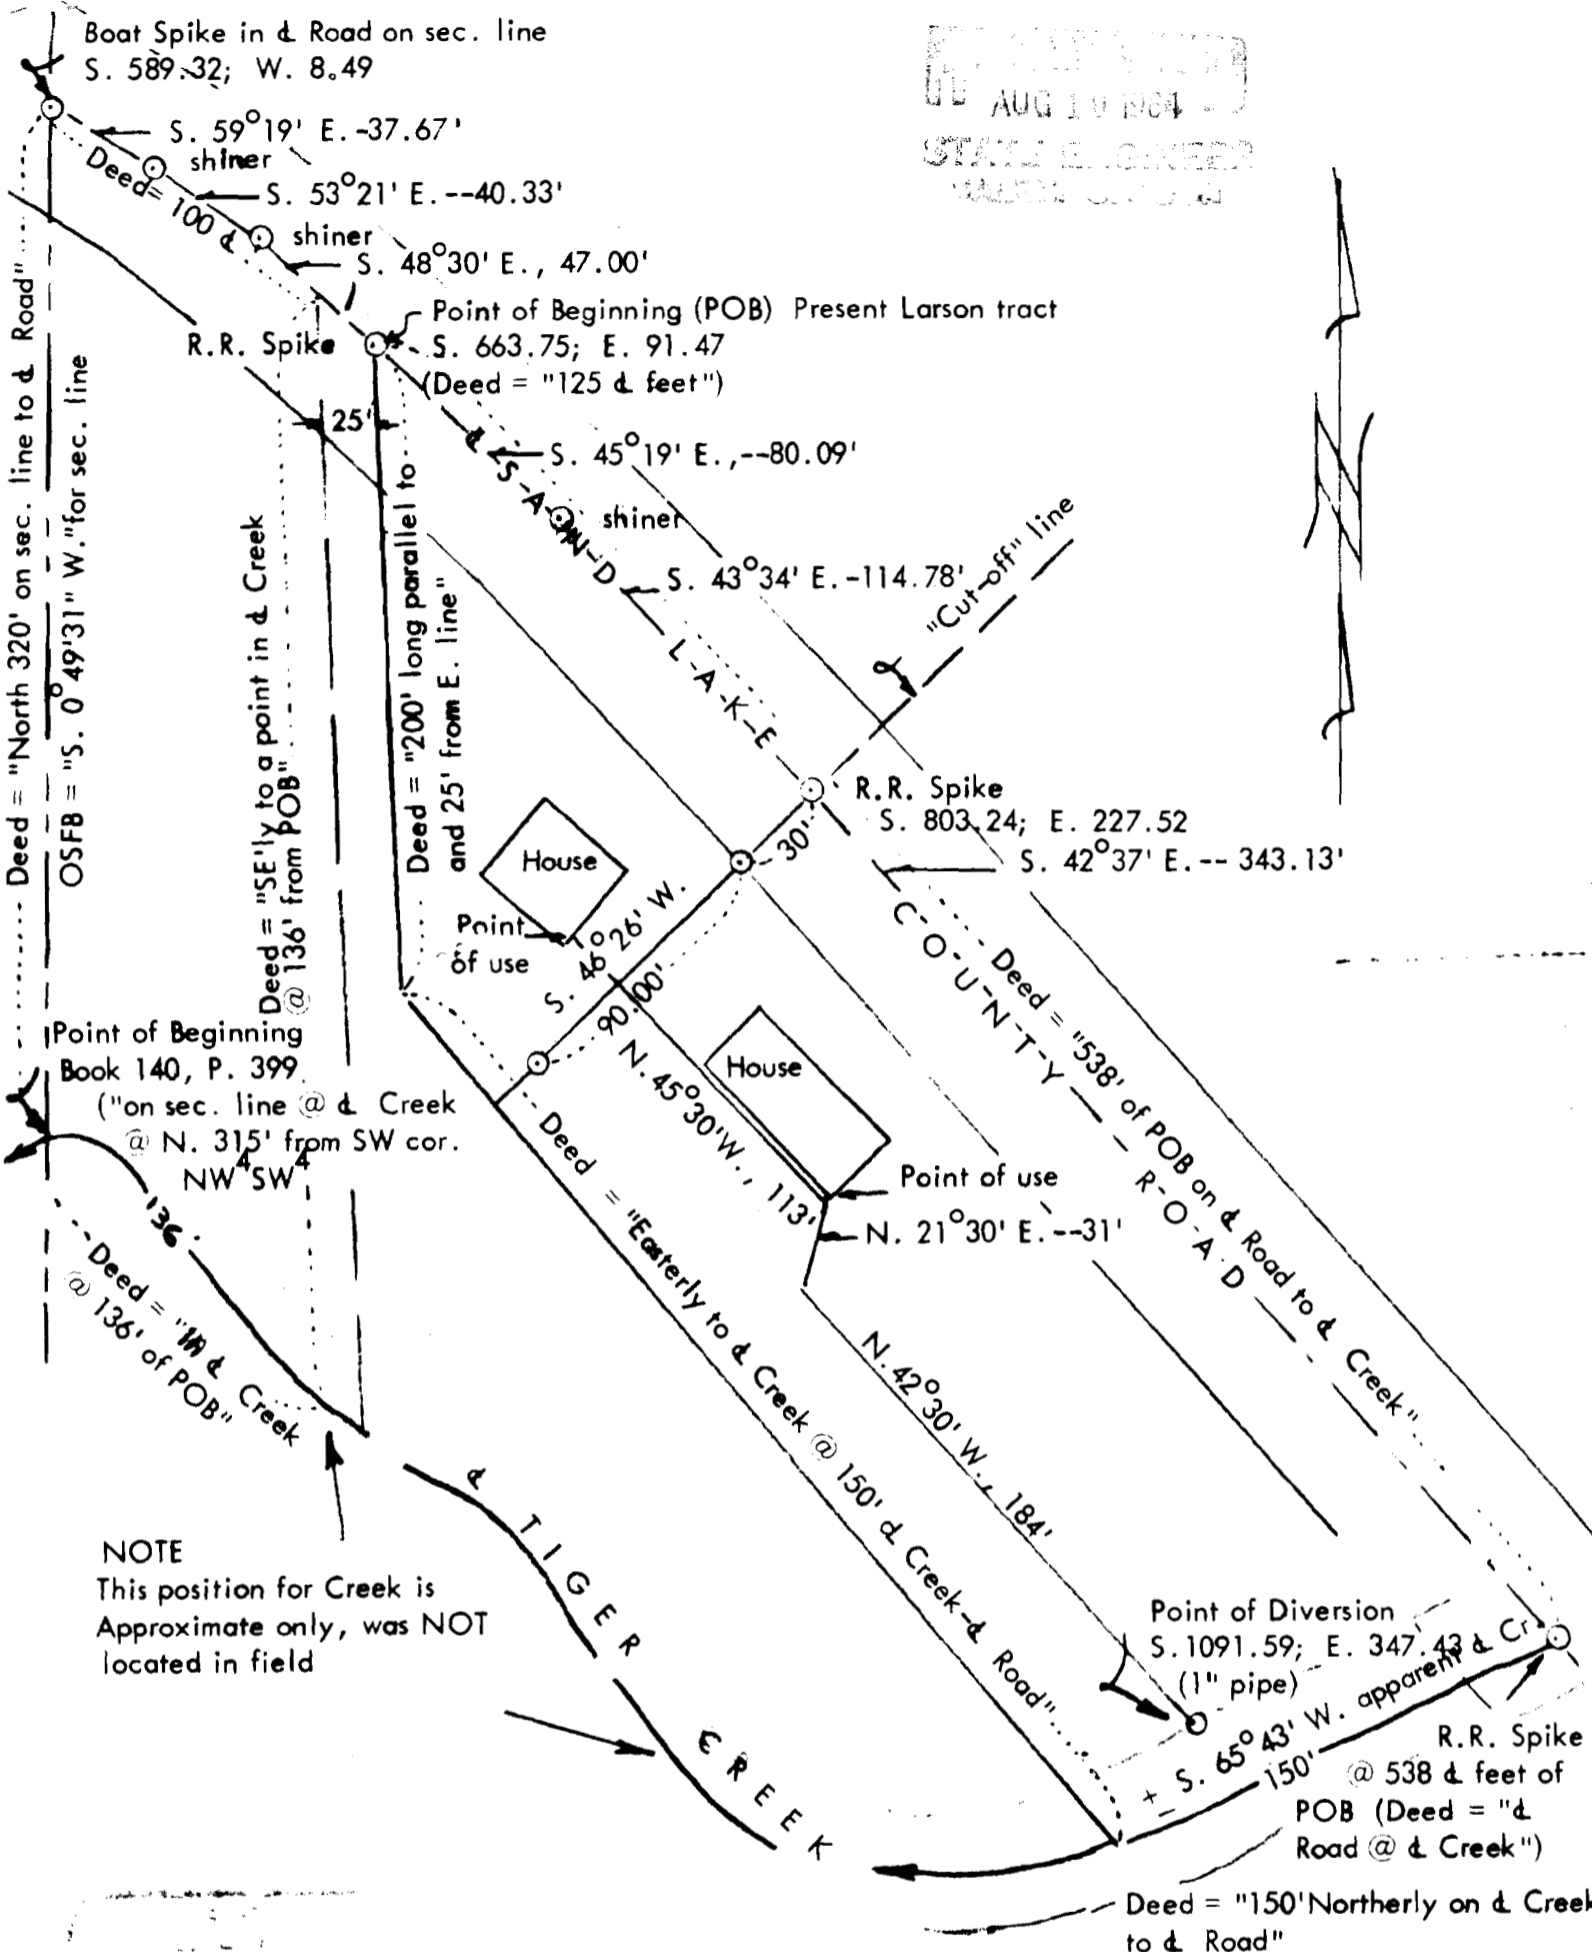 Boat Spike in ℄ Road on sec. line
S. 589.32; W. 8.49
AUG 10 1964
STATE ENGINEER
S. 59°19' E.-37.67'
shiner
Deed= 100 ℄
S. 53°21' E.--40.33'
shiner
S. 48°30' E., 47.00'
Point of Beginning (POB) Present Larson tract
R.R. Spike
S. 663.75; E. 91.47
(Deed = "125 ℄ feet")
25'
S. 45°19' E.,--80.09'
shiner
S. 43°34' E.-114.78'
"Cut-off" line
℄ S-A-N-D L-A-K-E
C-O-U-N-T-Y R-O-A-D
Deed = "North 320' on sec. line to ℄ Road"
OSFB = "S. 0°49'31" W."for sec. line
Deed = "SE'ly to a point in ℄ Creek
@ 136' from POB"
Deed = "200' long parallel to
and 25' from E. line"
R.R. Spike
S. 803.24; E. 227.52
S. 42°37' E.-- 343.13'
30'
House
Point
of use
S. 46°26' W.
90.00'
Deed = "538' of POB on ℄ Road to ℄ Creek"
Point of Beginning
Book 140, P. 399
("on sec. line @ ℄ Creek
@ N. 315' from SW cor.
NW⁴SW⁴
House
N. 45°30'W., 113'
Point of use
N. 21°30' E.--31'
136
Deed = "in ℄ Creek
@ 136' of POB"
Deed = "Easterly to ℄ Creek @ 150' ℄ Creek-℄ Road"
N. 42°30' W., 184'
℄ TIGER CREEK
NOTE
This position for Creek is
Approximate only, was NOT
located in field
Point of Diversion
S.1091.59; E. 347.43
(1" pipe)
± S. 65°43' W. apparent ℄ Cr.
150'
R.R. Spike
@ 538 ℄ feet of
POB (Deed = "℄
Road @ ℄ Creek")
Deed = "150'Northerly on ℄ Creek
to ℄ Road"